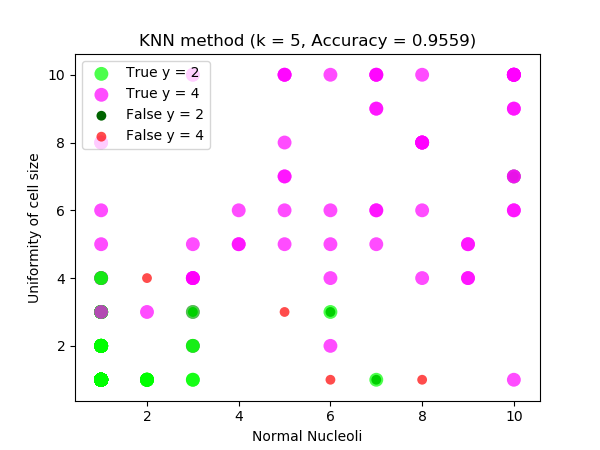 KNN method (k = 5, Accuracy = 0.9559)
True y = 2
True y = 4
False y = 2
False y = 4
10
8
6
4
2
Uniformity of cell size
2 4 6 8 10
Normal Nucleoli